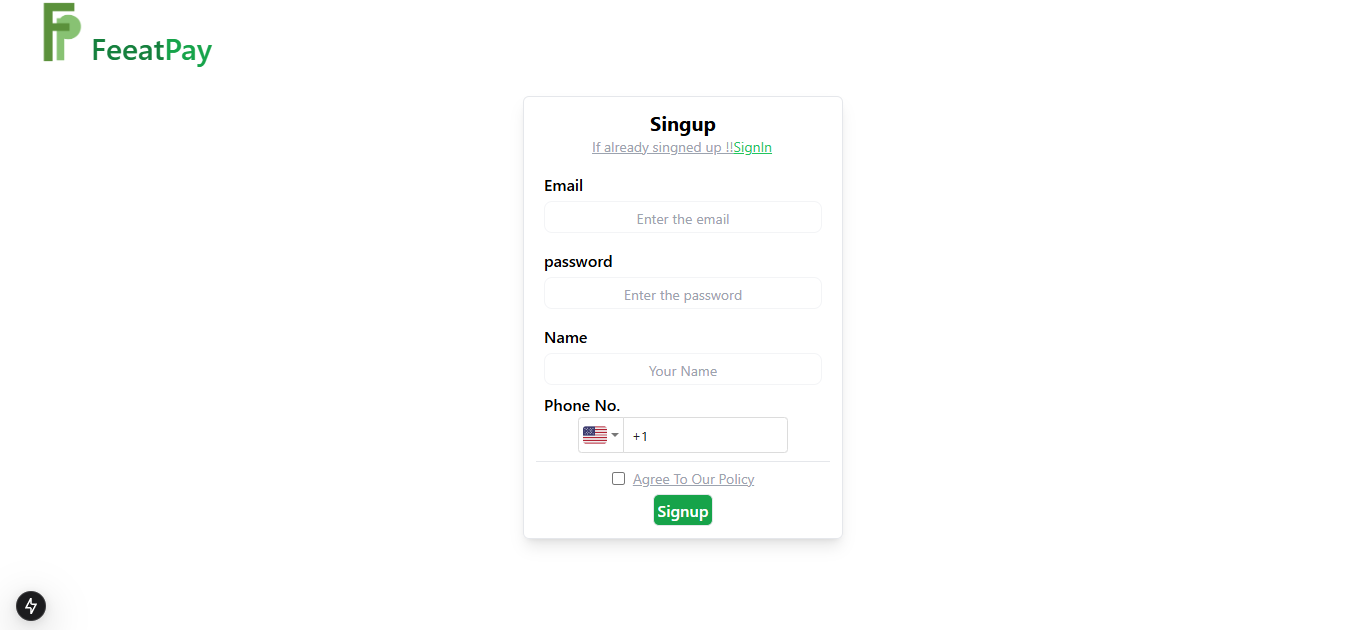 FeeatPay
Singup
If already singned up !!SignIn
Email
Enter the email
password
Enter the password
Name
Your Name
Phone No.
+1
Agree To Our Policy
Signup